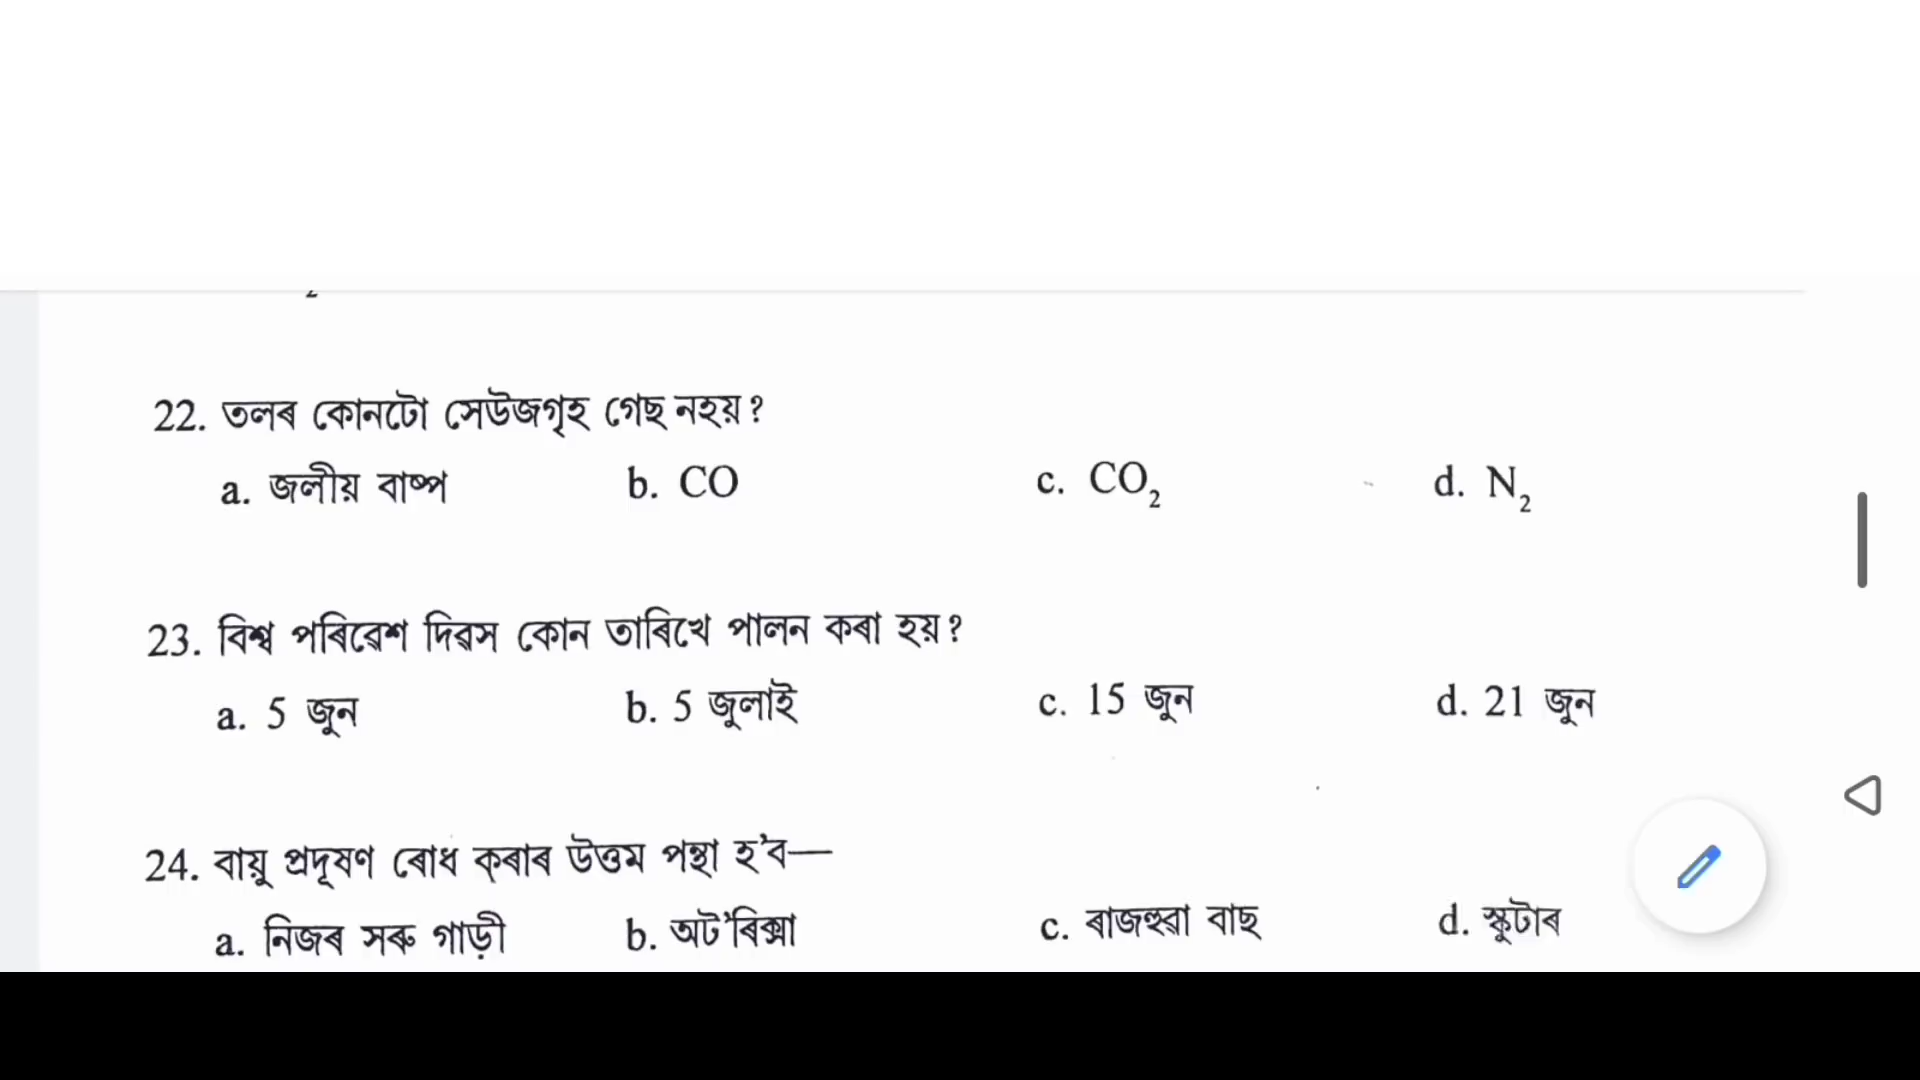 22. তলৰ কোনটো সেউজগৃহ গেছ নহয়?
a. জলীয় বাষ্প b. CO c. CO₂ d. N₂
23. বিশ্ব পৰিৱেশ দিৱস কোন তাৰিখে পালন কৰা হয়?
a. 5 জুন b. 5 জুলাই c. 15 জুন d. 21 জুন
24. বায়ু প্ৰদূষণ ৰোধ ক্ৰাৰ উত্তম পন্থা হ'ব—
a. নিজৰ সৰু গাড়ী b. অট'ৰিক্সা c. ৰাজহুৱা বাছ d. স্কুটাৰ